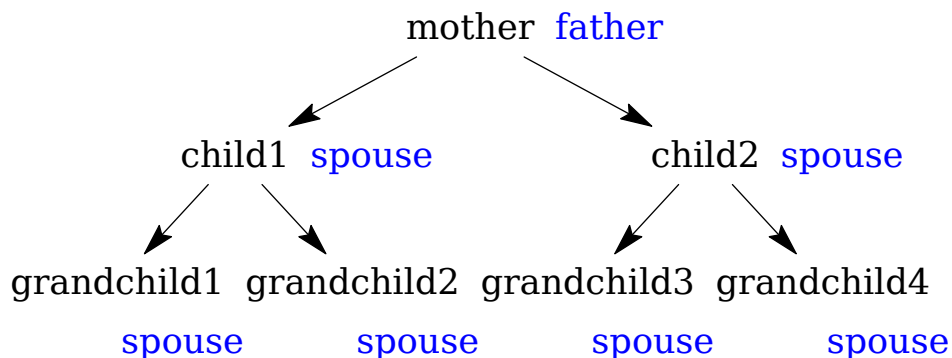 mother father
child1 spouse child2 spouse
grandchild1 grandchild2 grandchild3 grandchild4
spouse spouse spouse spouse